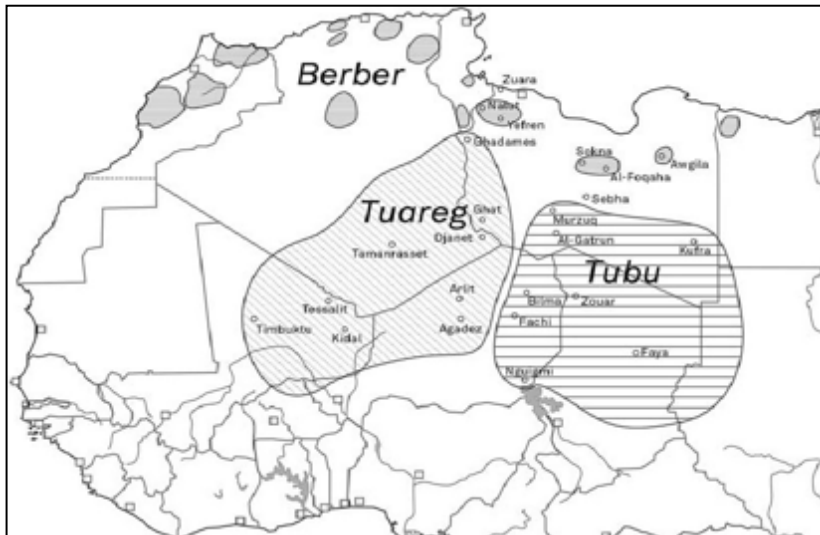 Berber
Zuara
Nalut
Yefren
Ghadames
Sokna
Al-Foqaha
Awgila
Sebha
Tuareg
Ghat
Murzuq
Djanet
Al-Gatrun
Kufra
Tamanrasset
Tubu
Tessalit
Arlit
Bilma
Zouar
Timbuktu
Kidal
Agadez
Fachi
Faya
Nguigmi